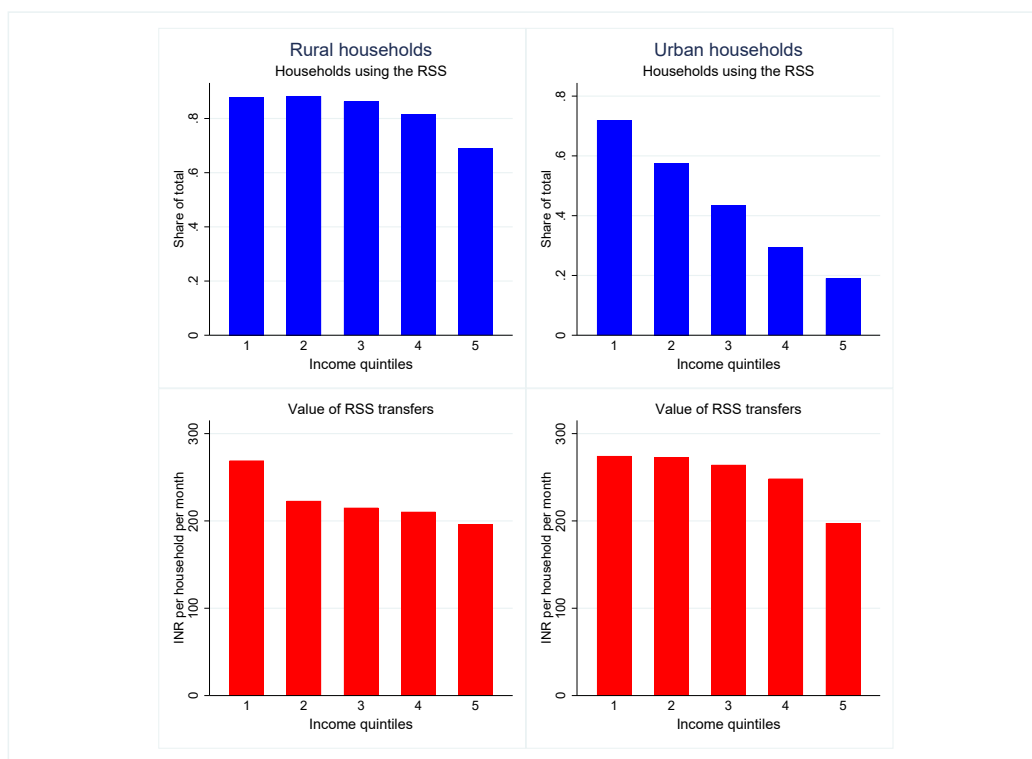 Rural households
Households using the RSS
Share of total
.8
.6
.4
.2
0
1 2 3 4 5
Income quintiles
Urban households
Households using the RSS
Share of total
.8
.6
.4
.2
0
1 2 3 4 5
Income quintiles
Value of RSS transfers
INR per household per month
300
200
100
0
1 2 3 4 5
Income quintiles
Value of RSS transfers
INR per household per month
300
200
100
0
1 2 3 4 5
Income quintiles